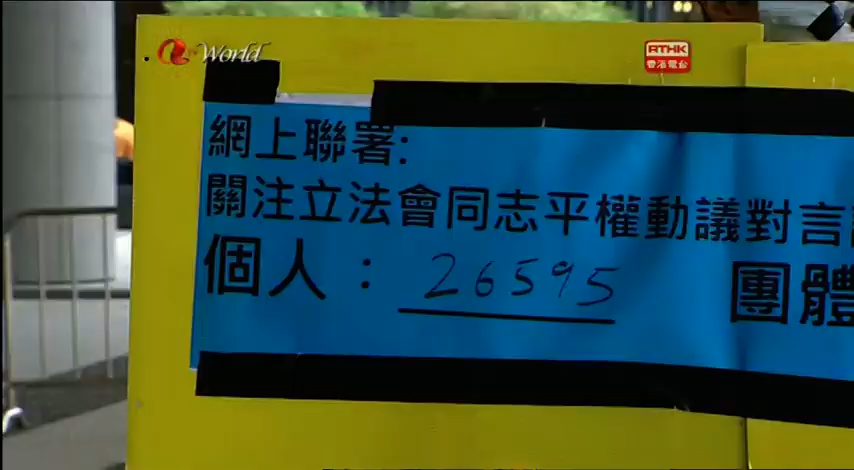 World
RTHK
香港電台
網上聯署:
關注立法會同志平權動議對言
個人： 26595 團體